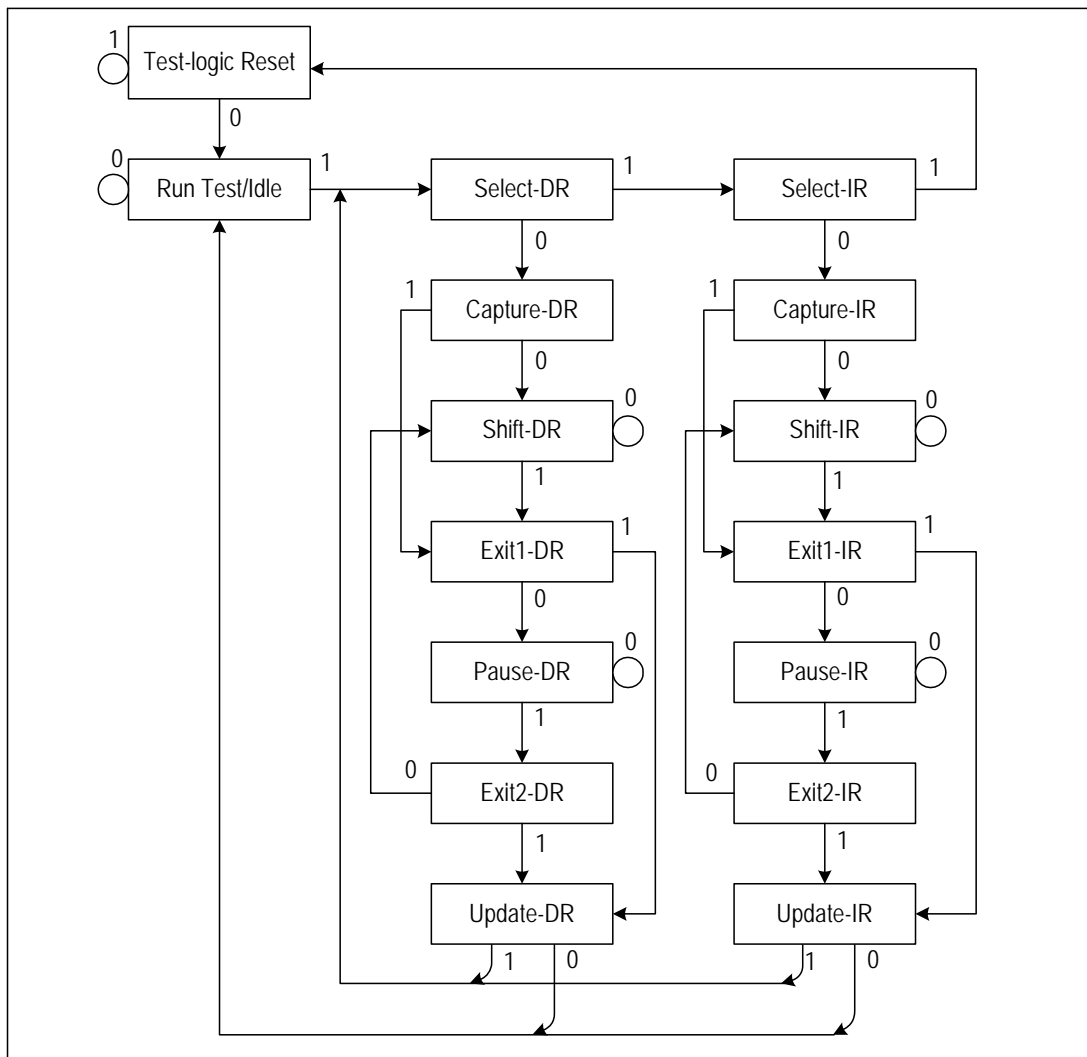 1
Test-logic Reset
0
0
Run Test/Idle
1
Select-DR
1
Select-IR
1
0
0
1
Capture-DR
1
Capture-IR
0
0
Shift-DR
0
Shift-IR
0
1
1
Exit1-DR
1
Exit1-IR
1
0
0
Pause-DR
0
Pause-IR
0
1
1
0
Exit2-DR
0
Exit2-IR
1
1
Update-DR
Update-IR
1
0
1
0